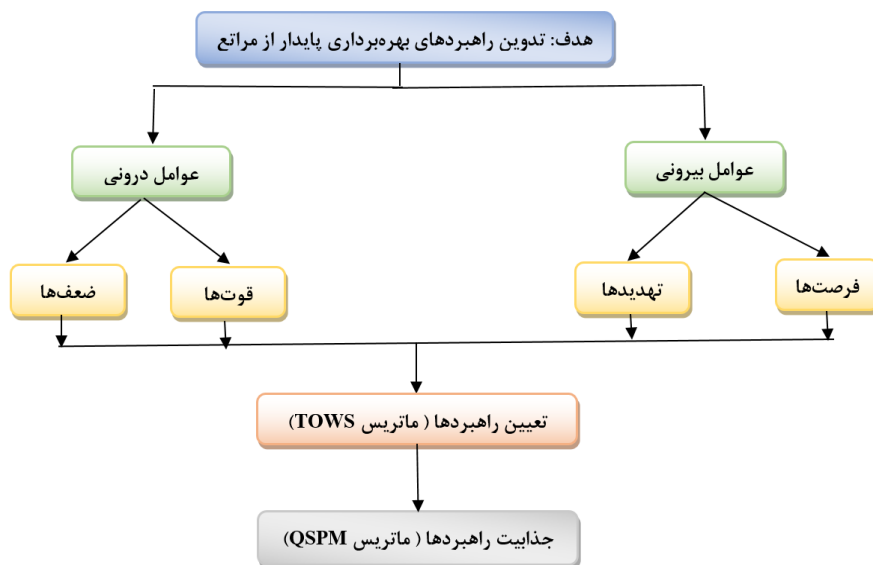 هدف: تدوین راهبردهای بهره‌برداری پایدار از مراتع
عوامل بیرونی
عوامل درونی
فرصت‌ها
تهدیدها
قوت‌ها
ضعف‌ها
تعیین راهبردها ( ماتریس TOWS)
جذابیت راهبردها ( ماتریس QSPM)